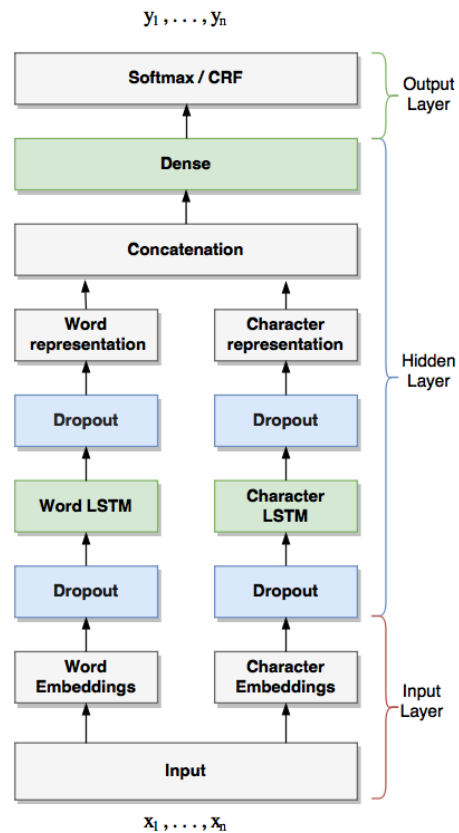 y₁ , . . . , yₙ
Softmax / CRF
Output
Layer
Dense
Concatenation
Word
representation
Character
representation
Hidden
Layer
Dropout
Dropout
Word LSTM
Character
LSTM
Dropout
Dropout
Word
Embeddings
Character
Embeddings
Input
Layer
Input
x₁ , . . . , xₙ